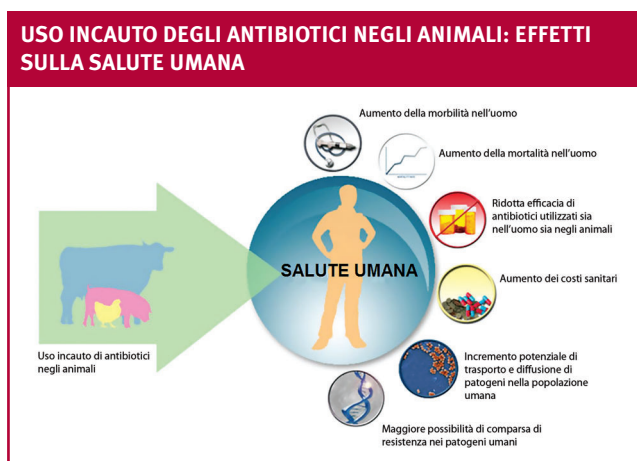 USO INCAUTO DEGLI ANTIBIOTICI NEGLI ANIMALI: EFFETTI
SULLA SALUTE UMANA
Aumento della morbilità nell'uomo
Aumento della mortalità nell'uomo
Ridotta efficacia di
antibiotici utilizzati sia
nell'uomo sia negli animali
SALUTE UMANA
Aumento dei costi sanitari
Uso incauto di antibiotici
negli animali
Incremento potenziale di
trasporto e diffusione di
patogeni nella popolazione
umana
Maggiore possibilità di comparsa di
resistenza nei patogeni umani